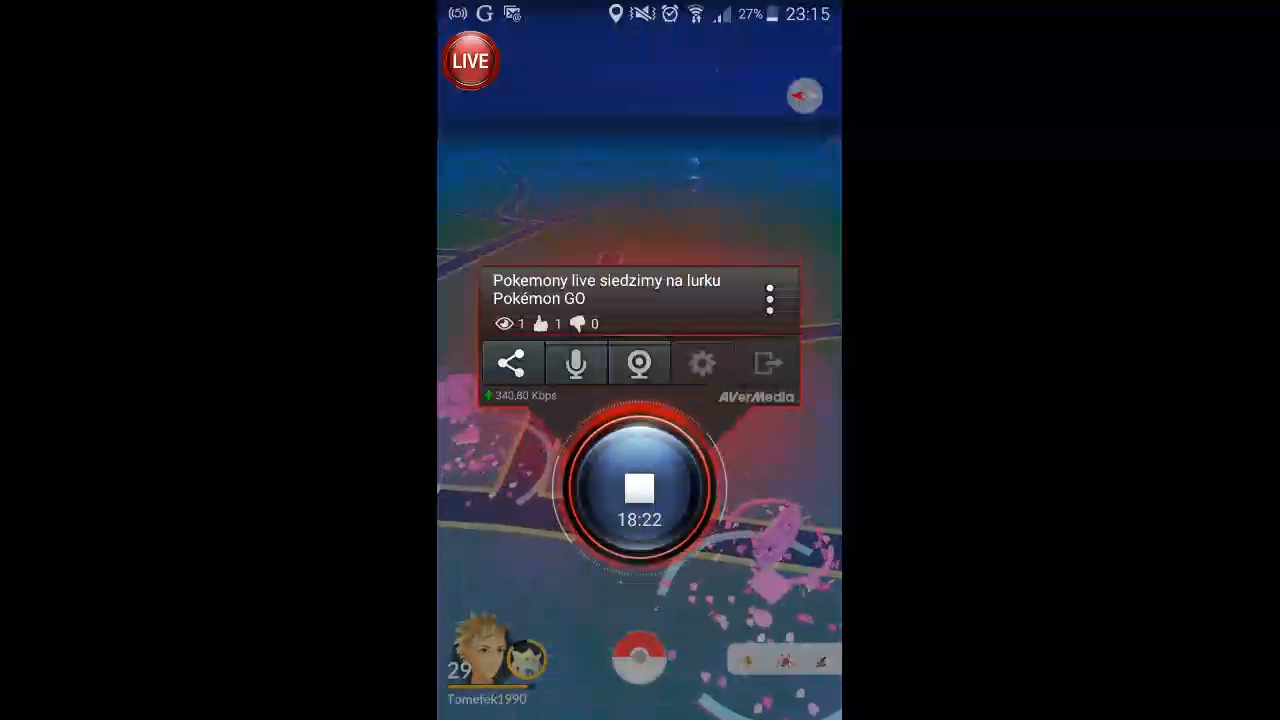 27% 23:15
LIVE
Pokemony live siedzimy na lurku
Pokémon GO
1 1 0
340,80 Kbps AVerMedia
18:22
29
Tometek1990